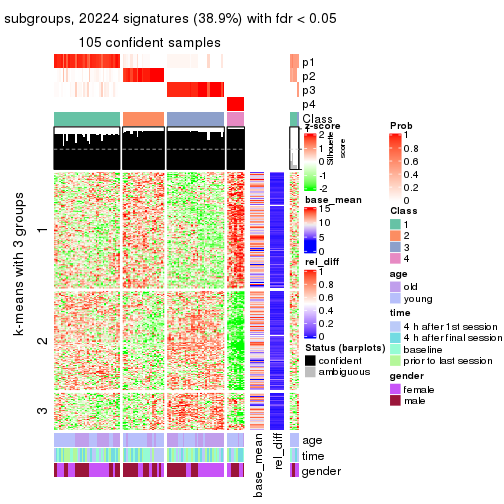 subgroups, 20224 signatures (38.9%) with fdr < 0.05
105 confident samples
p1
p2
p3
p4
Class
z-score
2
1
0
-1
-2
Silhouette
score
Prob
1
0.8
0.6
0.4
0.2
0
k-means with 3 groups
1
2
3
base_mean
15
10
5
0
rel_diff
1
0.8
0.6
0.4
0.2
0
Status (barplots)
confident
ambiguous
Class
1
2
3
4
age
old
young
time
4 h after 1st session
4 h after final session
baseline
prior to last session
gender
female
male
age
time
gender
base_mean
rel_diff